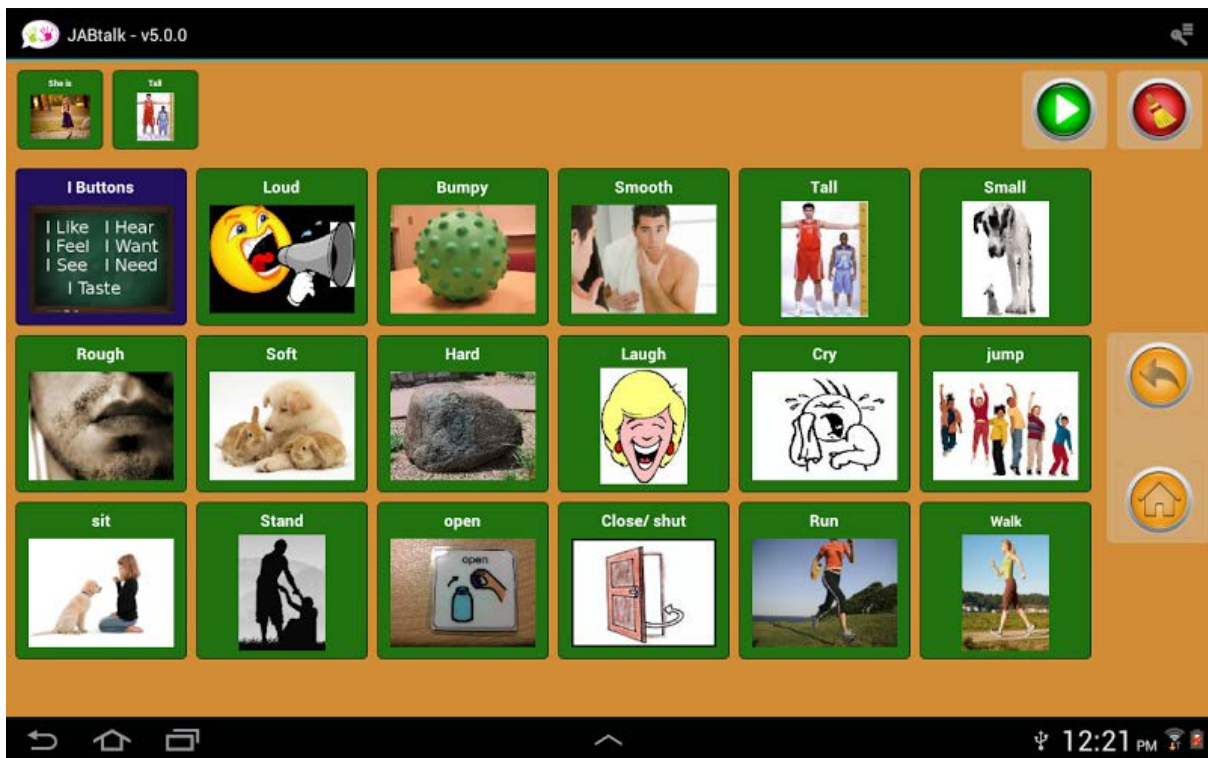 JABtalk - v5.0.0
She is
Tall
I Buttons
I Like I Hear
I Feel I Want
I See I Need
I Taste
Loud
Bumpy
Smooth
Tall
Small
Rough
Soft
Hard
Laugh
Cry
jump
sit
Stand
open
open
Close/ shut
Run
Walk
12:21 PM